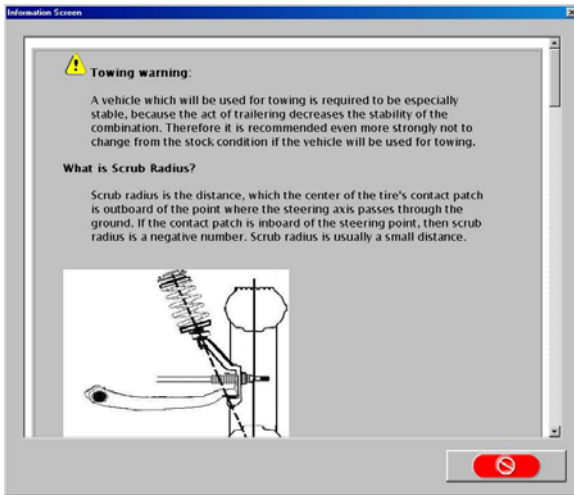 Information Screen
Towing warning:
A vehicle which will be used for towing is required to be especially
stable, because the act of trailering decreases the stability of the
combination. Therefore it is recommended even more strongly not to
change from the stock condition if the vehicle will be used for towing.
What is Scrub Radius?
Scrub radius is the distance, which the center of the tire's contact patch
is outboard of the point where the steering axis passes through the
ground. If the contact patch is inboard of the steering point, then scrub
radius is a negative number. Scrub radius is usually a small distance.